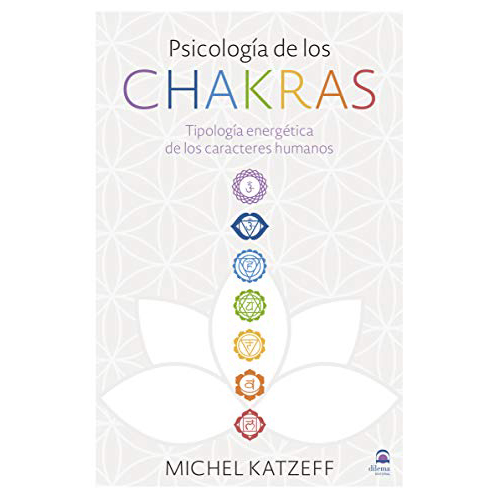 Psicología de los
CHAKRAS
Tipología energética
de los caracteres humanos
MICHEL KATZEFF
dilema